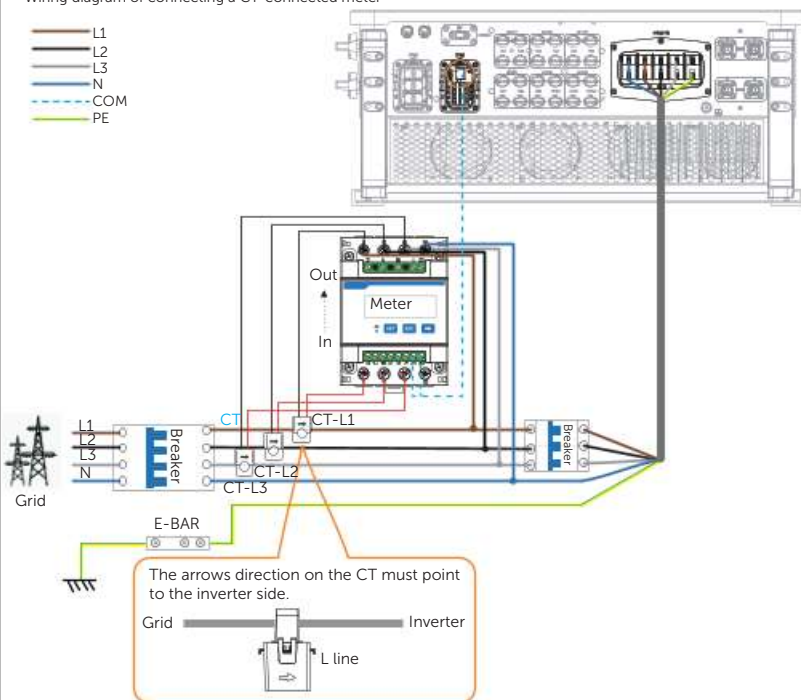 Wiring diagram of connecting a CT-connected meter
L1
L2
L3
N
COM
PE
Out
Meter
In
L1
L2
L3
N
Breaker
CT
CT-L1
CT-L2
CT-L3
Breaker
Grid
E-BAR
The arrows direction on the CT must point
to the inverter side.
Grid
Inverter
L line